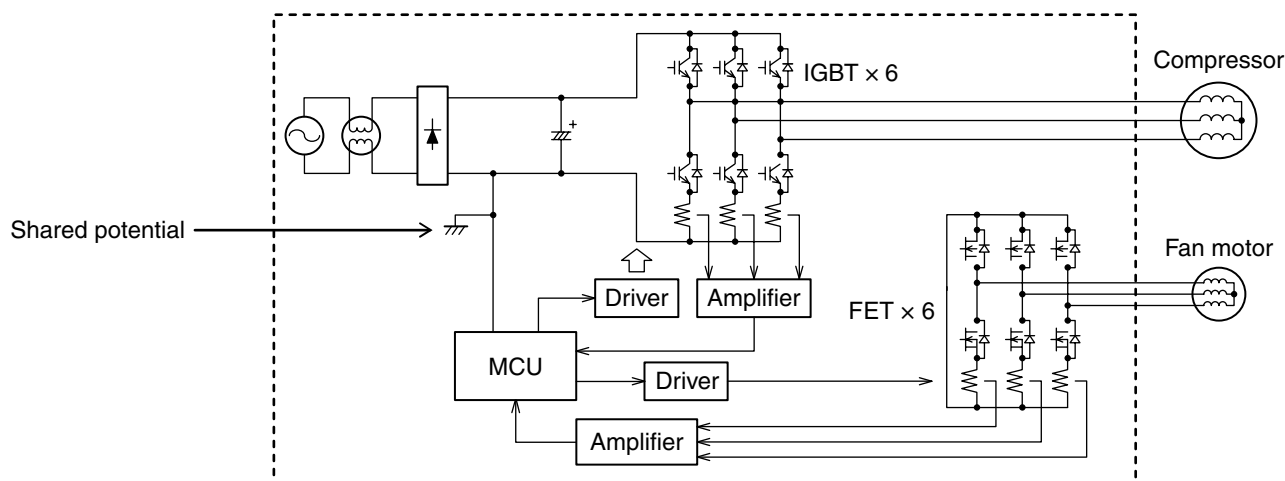 Compressor
IGBT × 6
+
Shared potential
Fan motor
Driver
Amplifier
FET × 6
MCU
Driver
Amplifier